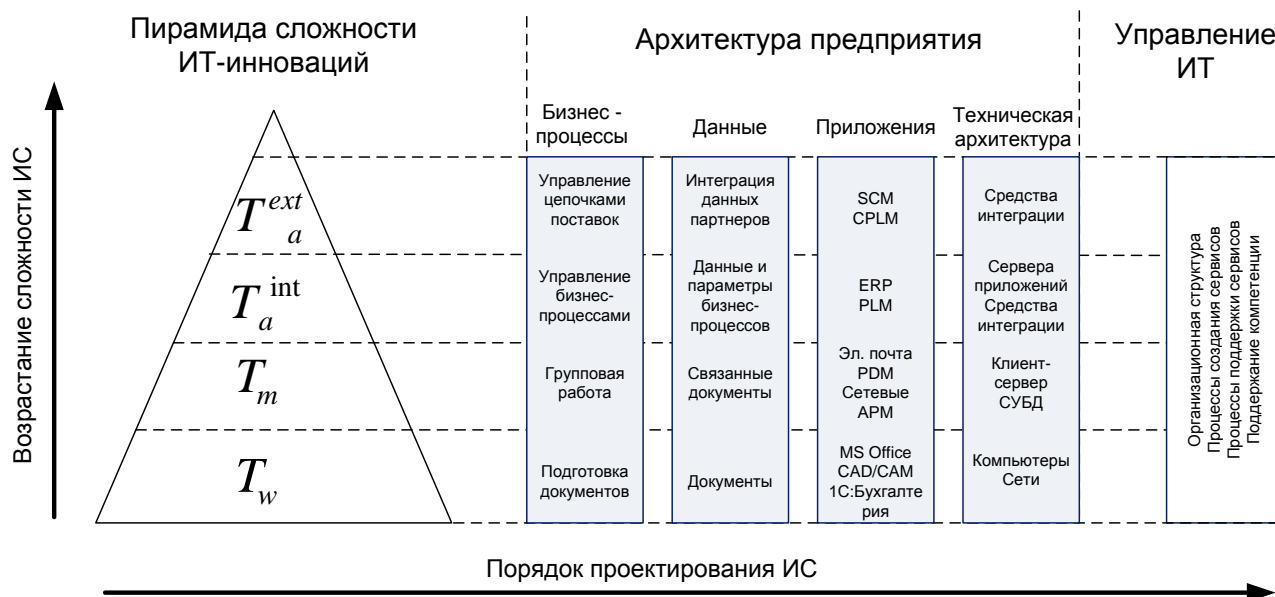 Пирамида сложности
ИТ-инноваций
Архитектура предприятия
Управление
ИТ
Возрастание сложности ИС
Бизнес -
процессы
Данные
Приложения
Техническая
архитектура
T_a^{ext}
Управление
цепочками
поставок
Интеграция
данных
партнеров
SCM
CPLM
Средства
интеграции
T_a^{int}
Управление
бизнес-
процессами
Данные и
параметры
бизнес-
процессов
ERP
PLM
Сервера
приложений
Средства
интеграции
T_m
Групповая
работа
Связанные
документы
Эл. почта
PDM
Сетевые
АРМ
Клиент-
сервер
СУБД
T_w
Подготовка
документов
Документы
MS Office
CAD/CAM
1С:Бухгалте
рия
Компьютеры
Сети
Организационная структура
Процессы создания сервисов
Процессы поддержки сервисов
Поддержание компетенции
Порядок проектирования ИС